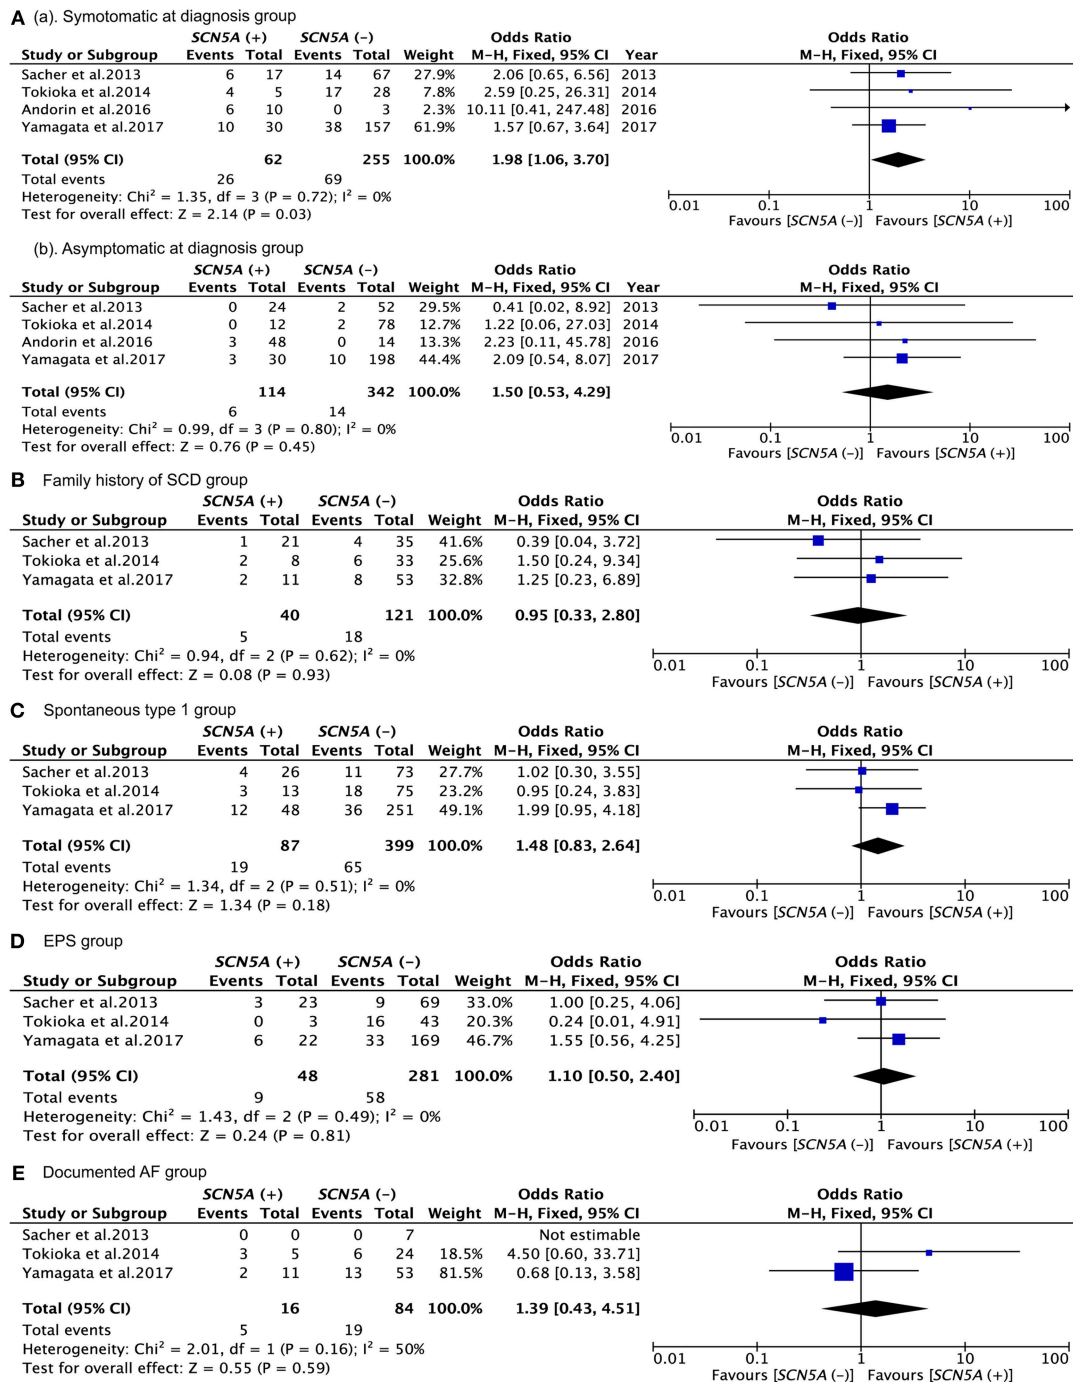 A (a). Symotomatic at diagnosis group
SCN5A (+) SCN5A (−) Odds Ratio Odds Ratio
Study or Subgroup Events Total Events Total Weight M-H, Fixed, 95% CI Year M-H, Fixed, 95% CI
Sacher et al.2013 6 17 14 67 27.9% 2.06 [0.65, 6.56] 2013
Tokioka et al.2014 4 5 17 28 7.8% 2.59 [0.25, 26.31] 2014
Andorin et al.2016 6 10 0 3 2.3% 10.11 [0.41, 247.48] 2016
Yamagata et al.2017 10 30 38 157 61.9% 1.57 [0.67, 3.64] 2017
Total (95% CI) 62 255 100.0% 1.98 [1.06, 3.70]
Total events 26 69
Heterogeneity: Chi² = 1.35, df = 3 (P = 0.72); I² = 0%
Test for overall effect: Z = 2.14 (P = 0.03)
0.01 0.1 1 10 100
Favours [SCN5A (−)] Favours [SCN5A (+)]
(b). Asymptomatic at diagnosis group
SCN5A (+) SCN5A (−) Odds Ratio Odds Ratio
Study or Subgroup Events Total Events Total Weight M-H, Fixed, 95% CI Year M-H, Fixed, 95% CI
Sacher et al.2013 0 24 2 52 29.5% 0.41 [0.02, 8.92] 2013
Tokioka et al.2014 0 12 2 78 12.7% 1.22 [0.06, 27.03] 2014
Andorin et al.2016 3 48 0 14 13.3% 2.23 [0.11, 45.78] 2016
Yamagata et al.2017 3 30 10 198 44.4% 2.09 [0.54, 8.07] 2017
Total (95% CI) 114 342 100.0% 1.50 [0.53, 4.29]
Total events 6 14
Heterogeneity: Chi² = 0.99, df = 3 (P = 0.80); I² = 0%
Test for overall effect: Z = 0.76 (P = 0.45)
0.01 0.1 1 10 100
Favours [SCN5A (−)] Favours [SCN5A (+)]
B Family history of SCD group
SCN5A (+) SCN5A (−) Odds Ratio Odds Ratio
Study or Subgroup Events Total Events Total Weight M-H, Fixed, 95% CI M-H, Fixed, 95% CI
Sacher et al.2013 1 21 4 35 41.6% 0.39 [0.04, 3.72]
Tokioka et al.2014 2 8 6 33 25.6% 1.50 [0.24, 9.34]
Yamagata et al.2017 2 11 8 53 32.8% 1.25 [0.23, 6.89]
Total (95% CI) 40 121 100.0% 0.95 [0.33, 2.80]
Total events 5 18
Heterogeneity: Chi² = 0.94, df = 2 (P = 0.62); I² = 0%
Test for overall effect: Z = 0.08 (P = 0.93)
0.01 0.1 1 10 100
Favours [SCN5A (−)] Favours [SCN5A (+)]
C Spontaneous type 1 group
SCN5A (+) SCN5A (−) Odds Ratio Odds Ratio
Study or Subgroup Events Total Events Total Weight M-H, Fixed, 95% CI M-H, Fixed, 95% CI
Sacher et al.2013 4 26 11 73 27.7% 1.02 [0.30, 3.55]
Tokioka et al.2014 3 13 18 75 23.2% 0.95 [0.24, 3.83]
Yamagata et al.2017 12 48 36 251 49.1% 1.99 [0.95, 4.18]
Total (95% CI) 87 399 100.0% 1.48 [0.83, 2.64]
Total events 19 65
Heterogeneity: Chi² = 1.34, df = 2 (P = 0.51); I² = 0%
Test for overall effect: Z = 1.34 (P = 0.18)
0.01 0.1 1 10 100
Favours [SCN5A (−)] Favours [SCN5A (+)]
D EPS group
SCN5A (+) SCN5A (−) Odds Ratio Odds Ratio
Study or Subgroup Events Total Events Total Weight M-H, Fixed, 95% CI M-H, Fixed, 95% CI
Sacher et al.2013 3 23 9 69 33.0% 1.00 [0.25, 4.06]
Tokioka et al.2014 0 3 16 43 20.3% 0.24 [0.01, 4.91]
Yamagata et al.2017 6 22 33 169 46.7% 1.55 [0.56, 4.25]
Total (95% CI) 48 281 100.0% 1.10 [0.50, 2.40]
Total events 9 58
Heterogeneity: Chi² = 1.43, df = 2 (P = 0.49); I² = 0%
Test for overall effect: Z = 0.24 (P = 0.81)
0.01 0.1 1 10 100
Favours [SCN5A (−)] Favours [SCN5A (+)]
E Documented AF group
SCN5A (+) SCN5A (−) Odds Ratio Odds Ratio
Study or Subgroup Events Total Events Total Weight M-H, Fixed, 95% CI M-H, Fixed, 95% CI
Sacher et al.2013 0 0 0 7 Not estimable
Tokioka et al.2014 3 5 6 24 18.5% 4.50 [0.60, 33.71]
Yamagata et al.2017 2 11 13 53 81.5% 0.68 [0.13, 3.58]
Total (95% CI) 16 84 100.0% 1.39 [0.43, 4.51]
Total events 5 19
Heterogeneity: Chi² = 2.01, df = 1 (P = 0.16); I² = 50%
Test for overall effect: Z = 0.55 (P = 0.59)
0.01 0.1 1 10 100
Favours [SCN5A (−)] Favours [SCN5A (+)]